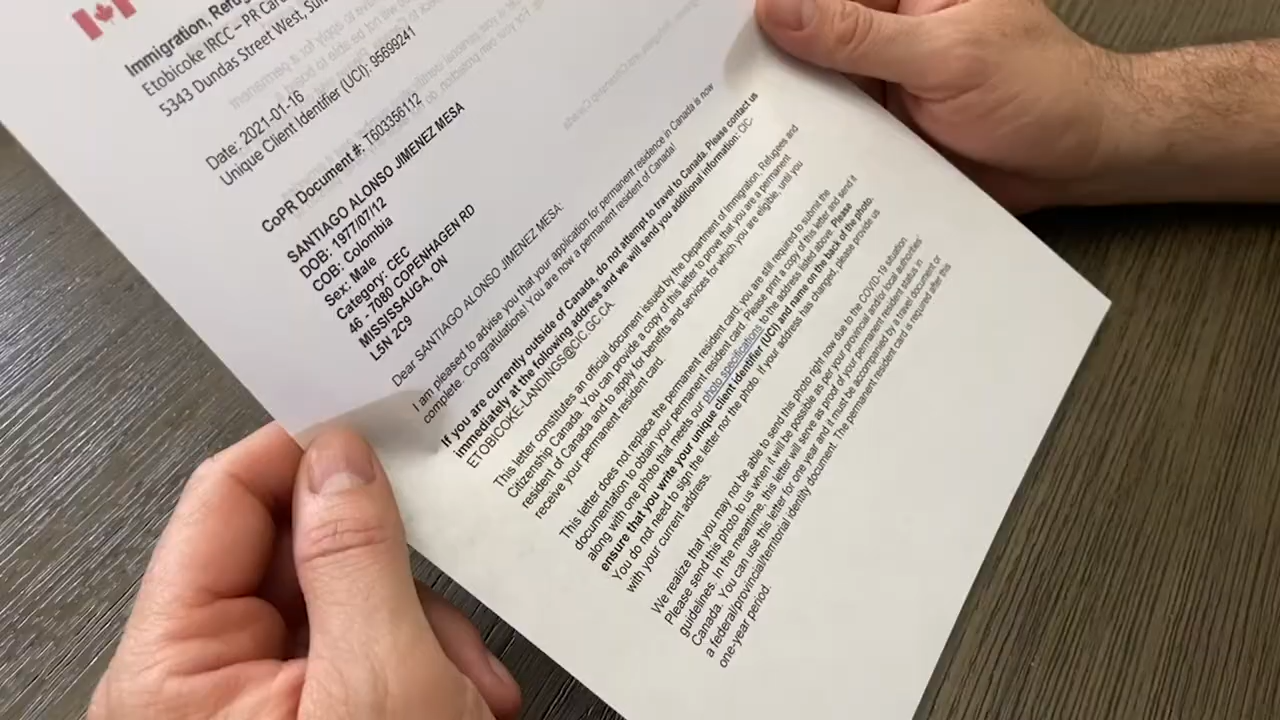 Immigration, Refug
Etobicoke IRCC – PR Car
5343 Dundas Street West,
Date: 2021-01-16
Unique Client Identifier (UCI): 95699241
CoPR Document #: T603356112
SANTIAGO ALONSO JIMENEZ MESA
DOB: 1977/07/12
COB: Colombia
Sex: Male
Category: CEC
46 - 7080 COPENHAGEN RD
MISSISSAUGA, ON
L5N 2C9
Dear SANTIAGO ALONSO JIMENEZ MESA:
I am pleased to advise you that your application for permanent residence in Canada is now
complete. Congratulations! You are now a permanent resident of Canada!
If you are currently outside of Canada, do not attempt to travel to Canada. Please contact us
immediately at the following address and we will send you additional information: CIC-
ETOBICOKE-LANDINGS@CIC.GC.CA.
This letter constitutes an official document issued by the Department of Immigration, Refugees and
Citizenship Canada. You can provide a copy of this letter to prove that you are a permanent
resident of Canada and to apply for benefits and services for which you are eligible, until you
receive your permanent resident card.
This letter does not replace the permanent resident card, you are still required to submit the
documentation to obtain your permanent resident card. Please print a copy of this letter and send it
along with one photo that meets our photo specifications to the address listed above. Please
ensure that you write your unique client identifier (UCI) and name on the back of the photo.
You do not need to sign the letter nor the photo. If your address has changed, please provide us
with your current address.
We realize that you may not be able to send this photo right now due to the COVID-19 situation.
Please send this photo to us when it will be possible as per your provincial and/or local authorities'
guidelines. In the meantime, this letter will serve as proof of your permanent resident status in
Canada. You can use this letter for one year and it must be accompanied by a travel document or
a federal/provincial/territorial identity document. The permanent resident card is required after this
one-year period.